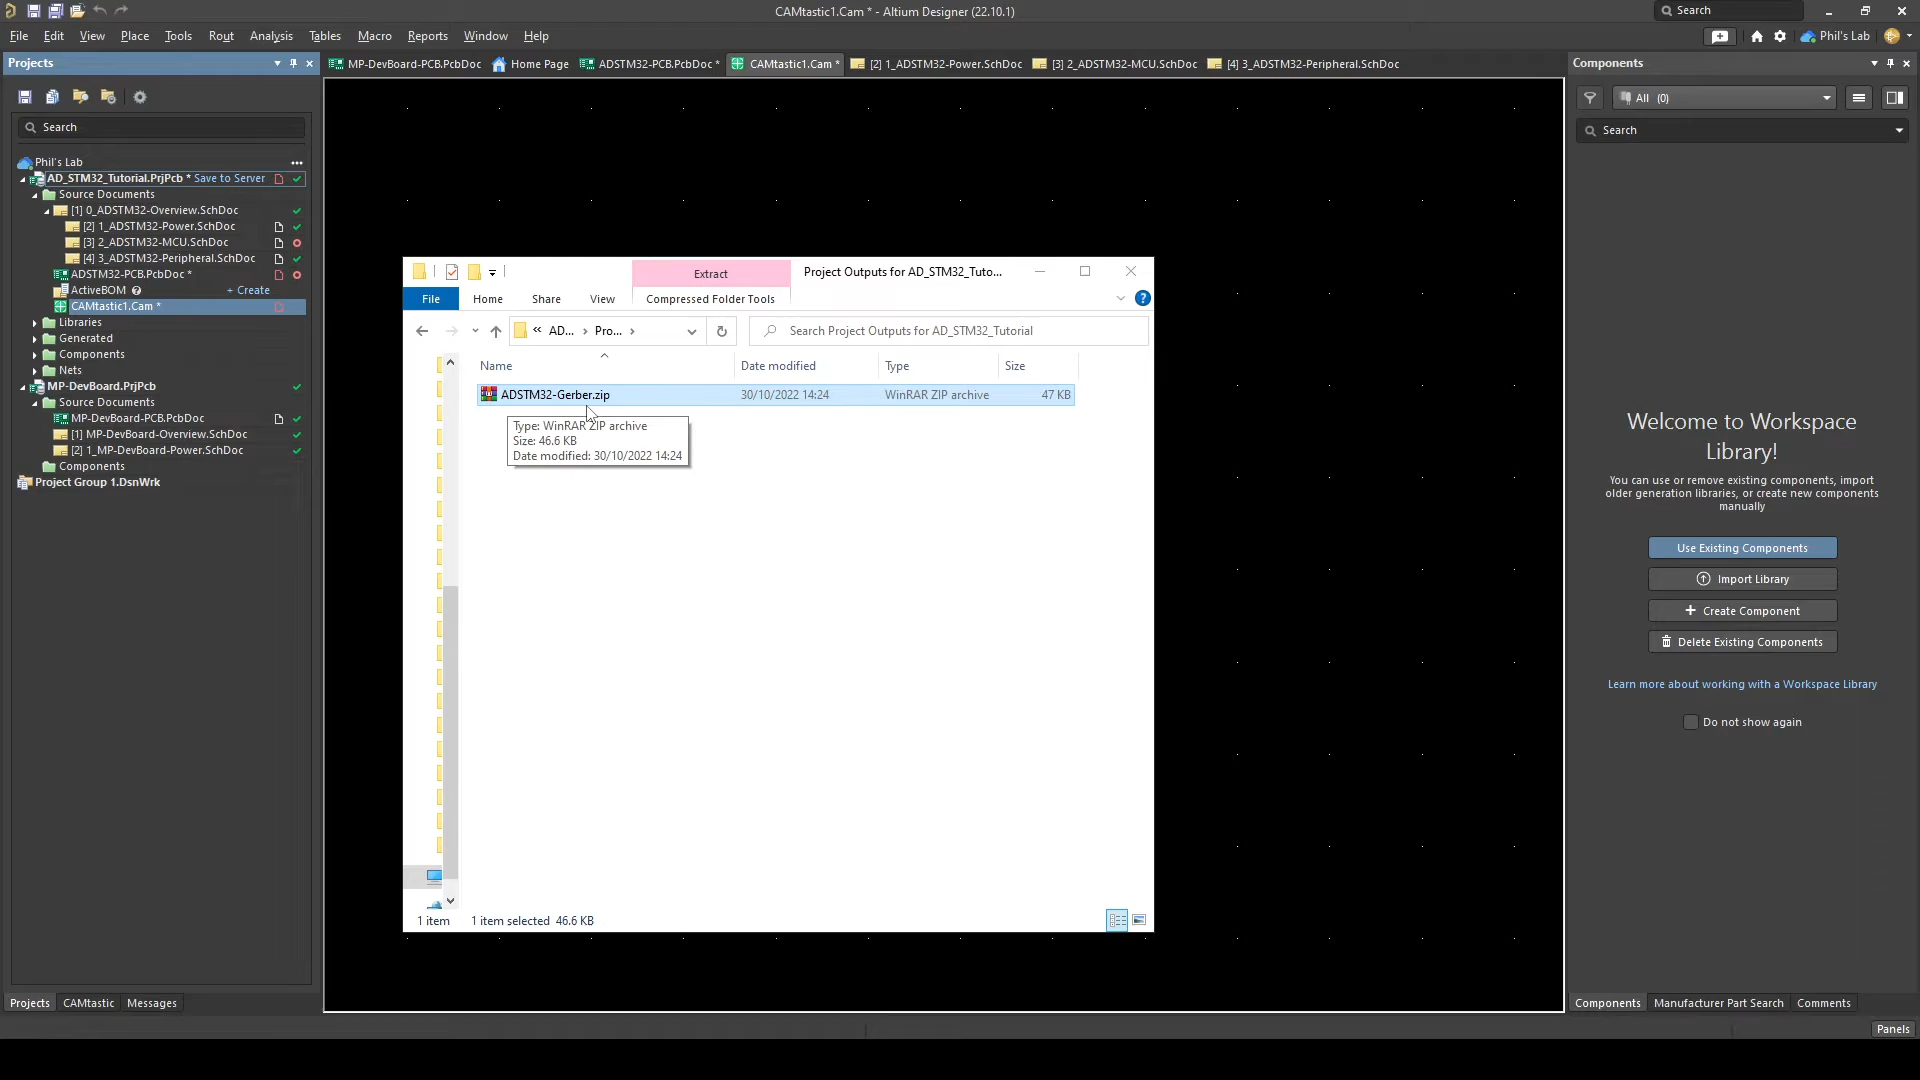 CAMtastic1.Cam * - Altium Designer (22.10.1)
Search
File Edit View Place Tools Rout Analysis Tables Macro Reports Window Help
Phil's Lab
Projects
MP-DevBoard-PCB.PcbDoc Home Page ADSTM32-PCB.PcbDoc * CAMtastic1.Cam * [2] 1_ADSTM32-Power.SchDoc [3] 2_ADSTM32-MCU.SchDoc [4] 3_ADSTM32-Peripheral.SchDoc
Components
Search
Phil's Lab
AD_STM32_Tutorial.PrjPcb * Save to Server
Source Documents
[1] 0_ADSTM32-Overview.SchDoc
[2] 1_ADSTM32-Power.SchDoc
[3] 2_ADSTM32-MCU.SchDoc
[4] 3_ADSTM32-Peripheral.SchDoc
ADSTM32-PCB.PcbDoc *
ActiveBOM + Create
CAMtastic1.Cam *
Libraries
Generated
Components
Nets
MP-DevBoard.PrjPcb
Source Documents
MP-DevBoard-PCB.PcbDoc
[1] MP-DevBoard-Overview.SchDoc
[2] 1_MP-DevBoard-Power.SchDoc
Components
Project Group 1.DsnWrk
Extract
Project Outputs for AD_STM32_Tuto...
File Home Share View Compressed Folder Tools
AD... Pro...
Search Project Outputs for AD_STM32_Tutorial
Name Date modified Type Size
ADSTM32-Gerber.zip 30/10/2022 14:24 WinRAR ZIP archive 47 KB
Type: WinRAR ZIP archive
Size: 46.6 KB
Date modified: 30/10/2022 14:24
1 item 1 item selected 46.6 KB
All (0)
Search
Welcome to Workspace
Library!
You can use or remove existing components, import
older generation libraries, or create new components
manually
Use Existing Components
Import Library
Create Component
Delete Existing Components
Learn more about working with a Workspace Library
Do not show again
Projects CAMtastic Messages
Components Manufacturer Part Search Comments
Panels